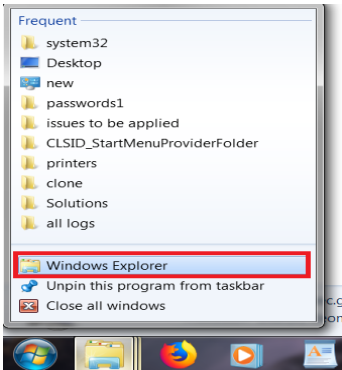 Frequent
system32
Desktop
new
passwords1
issues to be applied
CLSID_StartMenuProviderFolder
printers
clone
Solutions
all logs
Windows Explorer
Unpin this program from taskbar
Close all windows
c.g
eon